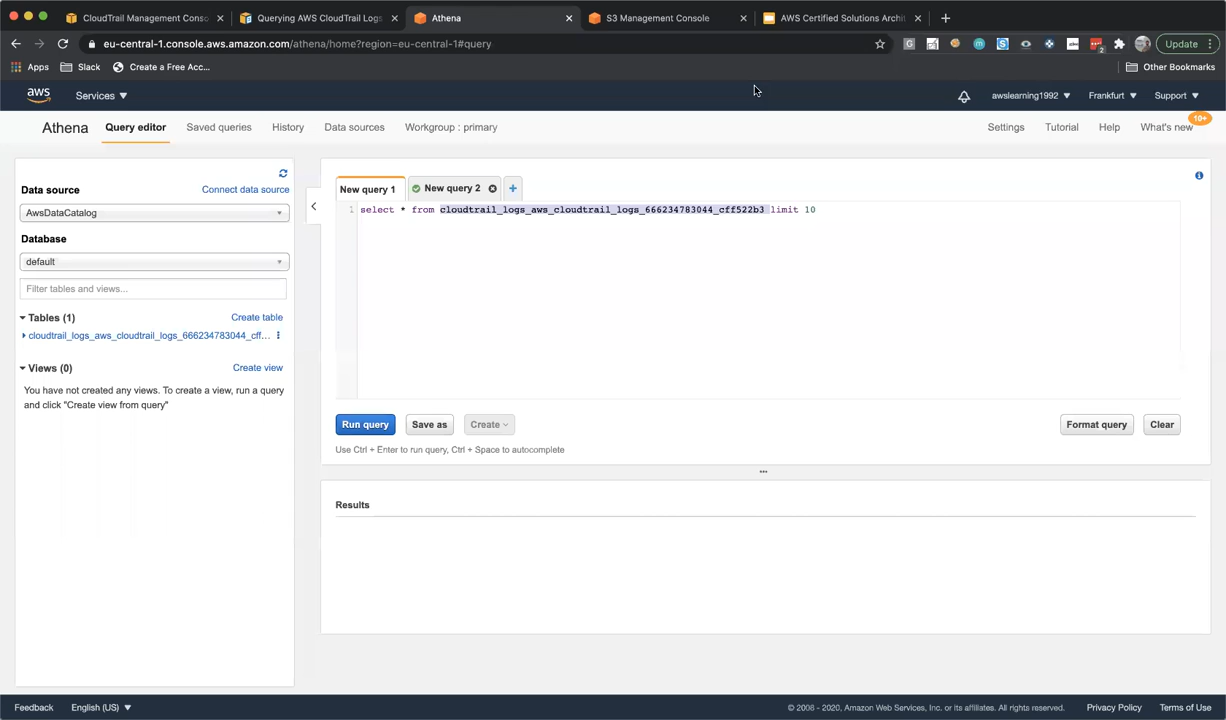 CloudTrail Management Conso
Querying AWS CloudTrail Logs
Athena
S3 Management Console
AWS Certified Solutions Archit
eu-central-1.console.aws.amazon.com/athena/home?region=eu-central-1#query
Update
Apps
Slack
Create a Free Acc...
Other Bookmarks
aws
Services
awslearning1992
Frankfurt
Support
Athena
Query editor
Saved queries
History
Data sources
Workgroup : primary
Settings
Tutorial
Help
What's new
10+
Data source
Connect data source
AwsDataCatalog
Database
default
Filter tables and views...
Tables (1)
Create table
cloudtrail_logs_aws_cloudtrail_logs_666234783044_cff...
Views (0)
Create view
You have not created any views. To create a view, run a query
and click "Create view from query"
New query 1
New query 2
1 select * from cloudtrail_logs_aws_cloudtrail_logs_666234783044_cff522b3 limit 10
Run query
Save as
Create
Format query
Clear
Use Ctrl + Enter to run query, Ctrl + Space to autocomplete
Results
Feedback
English (US)
© 2008 - 2020, Amazon Web Services, Inc. or its affiliates. All rights reserved.
Privacy Policy
Terms of Use